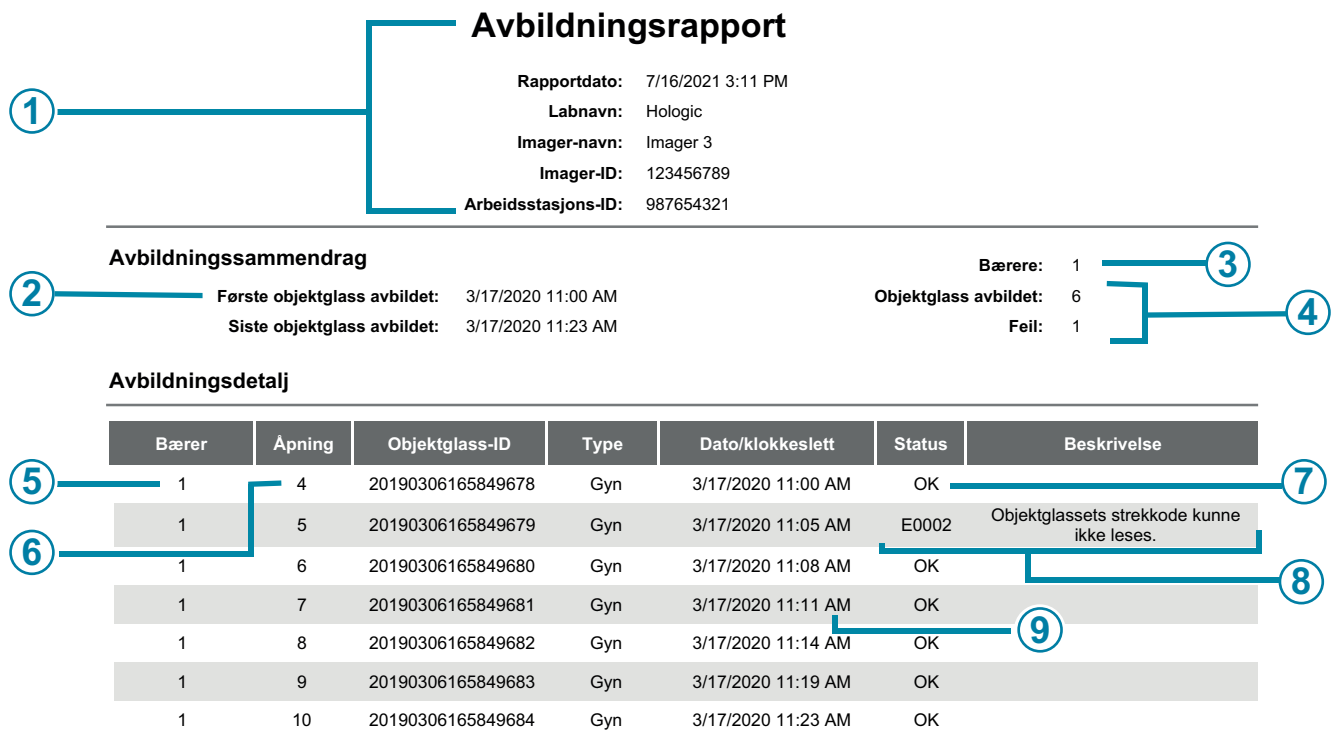 Avbildningsrapport
Rapportdato: 7/16/2021 3:11 PM
1
Labnavn: Hologic
Imager-navn: Imager 3
Imager-ID: 123456789
Arbeidsstasjons-ID: 987654321
Avbildningssammendrag
Bærere: 1
3
2
Første objektglass avbildet: 3/17/2020 11:00 AM
Objektglass avbildet: 6
4
Siste objektglass avbildet: 3/17/2020 11:23 AM
Feil: 1
Avbildningsdetalj
Bærer Åpning Objektglass-ID Type Dato/klokkeslett Status Beskrivelse
5
1 4 20190306165849678 Gyn 3/17/2020 11:00 AM OK
7
1 5 20190306165849679 Gyn 3/17/2020 11:05 AM E0002 Objektglassets strekkode kunne
ikke leses.
6
1 6 20190306165849680 Gyn 3/17/2020 11:08 AM OK
8
1 7 20190306165849681 Gyn 3/17/2020 11:11 AM OK
9
1 8 20190306165849682 Gyn 3/17/2020 11:14 AM OK
1 9 20190306165849683 Gyn 3/17/2020 11:19 AM OK
1 10 20190306165849684 Gyn 3/17/2020 11:23 AM OK